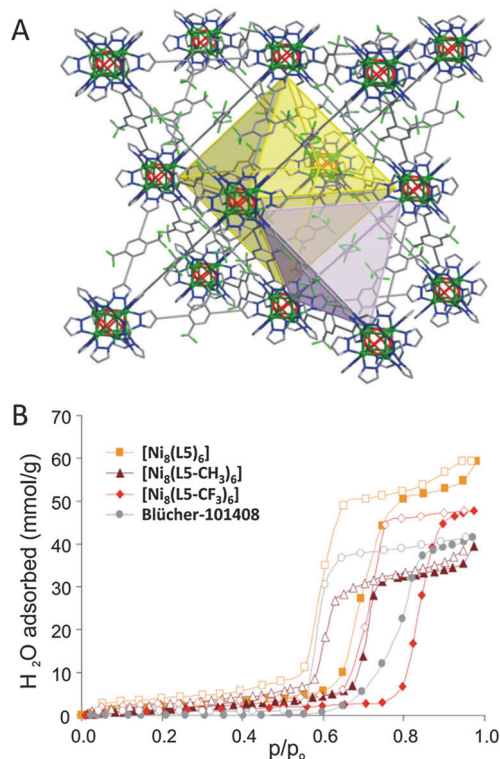 A
B
70
60
50
40
30
20
10
0
H₂O adsorbed (mmol/g)
[Ni₈(L5)₆]
[Ni₈(L5-CH₃)₆]
[Ni₈(L5-CF₃)₆]
Blücher-101408
0.0 0.2 0.4 0.6 0.8 1.0
p/pₒ